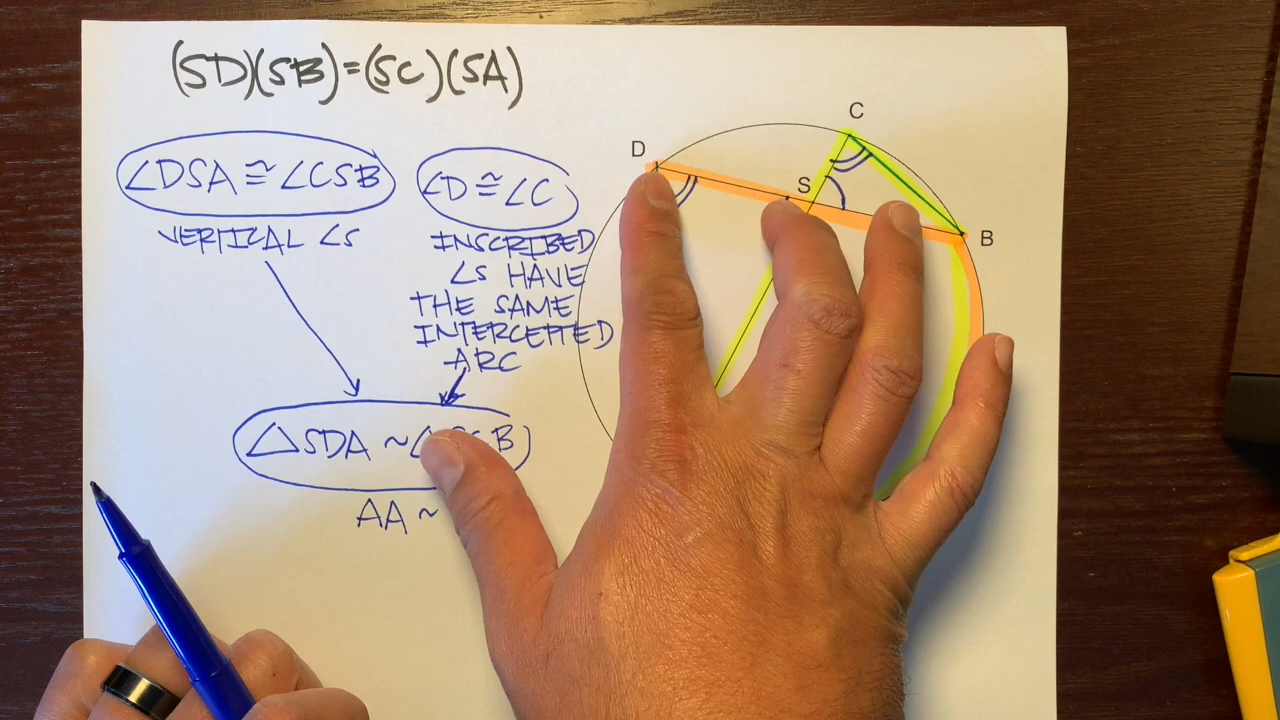 (SD)(SB)=(SC)(SA)
∠DSA ≅ ∠CSB
VERTICAL ∠S
∠D ≅ ∠C
INSCRIBED
∠S HAVE
THE SAME
INTERCEPTED
ARC
△SDA ~ B
AA ~
D
C
S
B